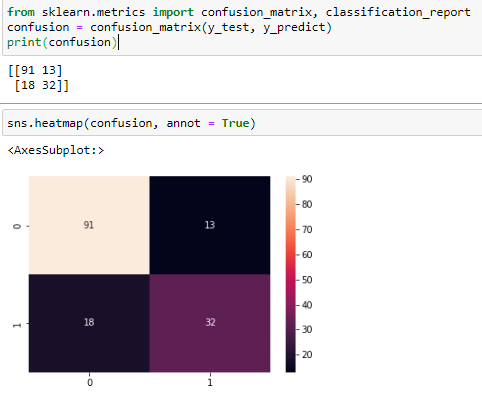 from sklearn.metrics import confusion_matrix, classification_report
confusion = confusion_matrix(y_test, y_predict)
print(confusion)
[[91 13]
 [18 32]]
sns.heatmap(confusion, annot = True)
<AxesSubplot:>
90
0 91 13
80
70
60
50
40
1 18 32
30
20
0 1